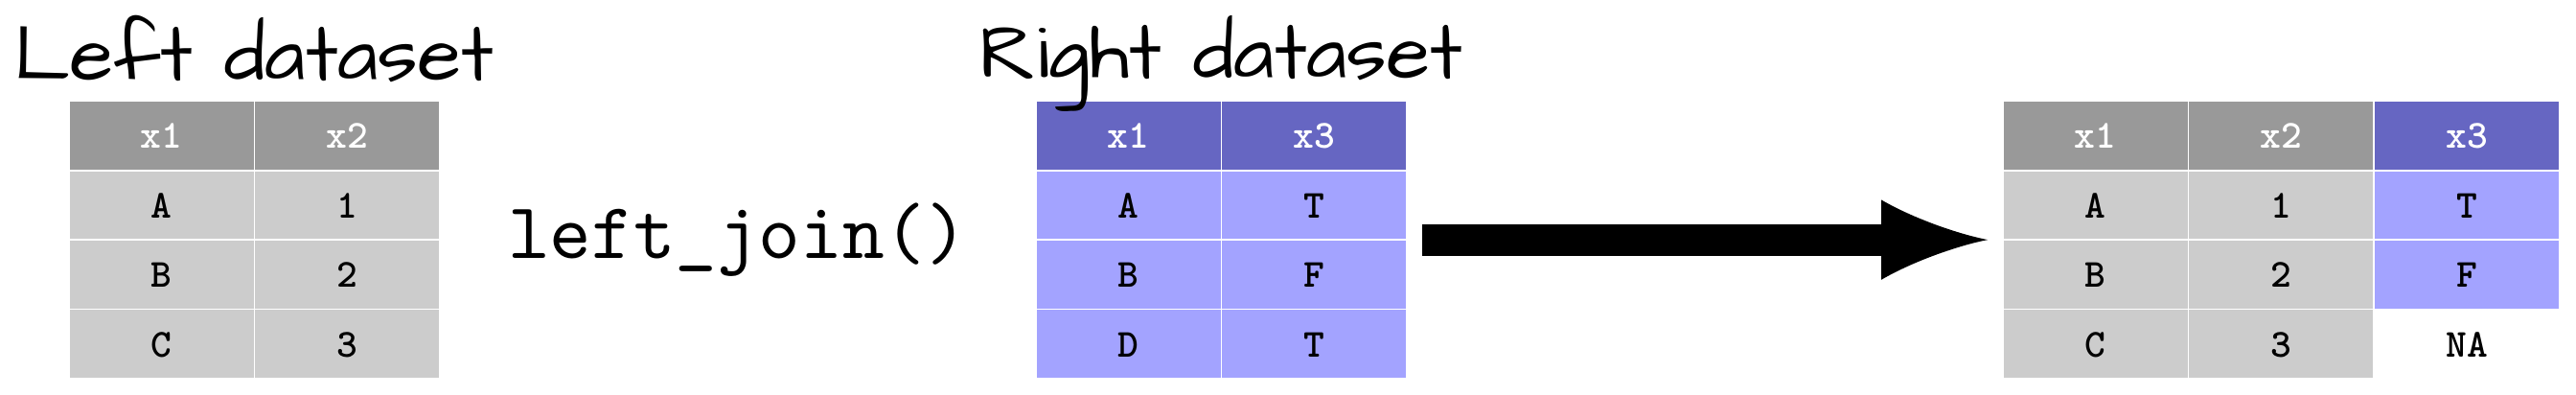 Left dataset
x1 x2
A 1
B 2
C 3
left_join()
Right dataset
x1 x3
A T
B F
D T
x1 x2 x3
A 1 T
B 2 F
C 3 NA